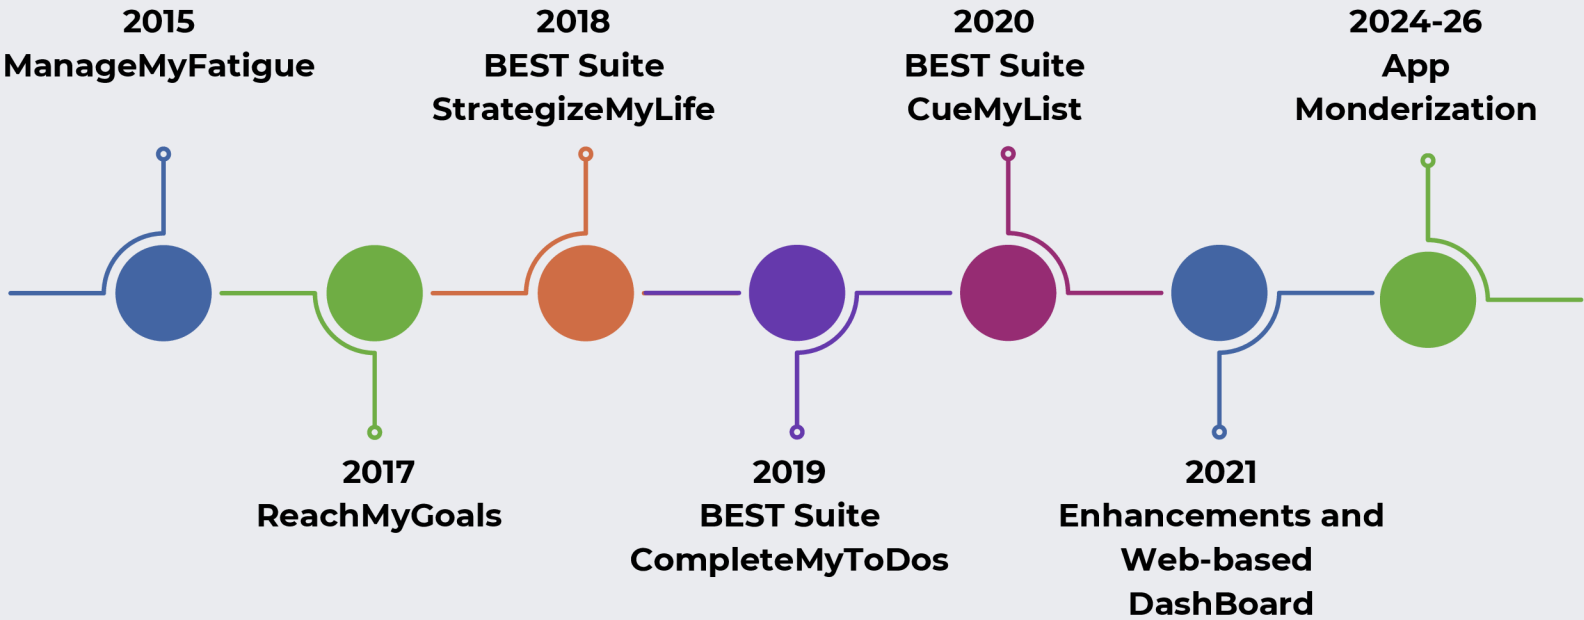 2015
ManageMyFatigue
2017
ReachMyGoals
2018
BEST Suite
StrategizeMyLife
2019
BEST Suite
CompleteMyToDos
2020
BEST Suite
CueMyList
2021
Enhancements and
Web-based
DashBoard
2024-26
App
Monderization